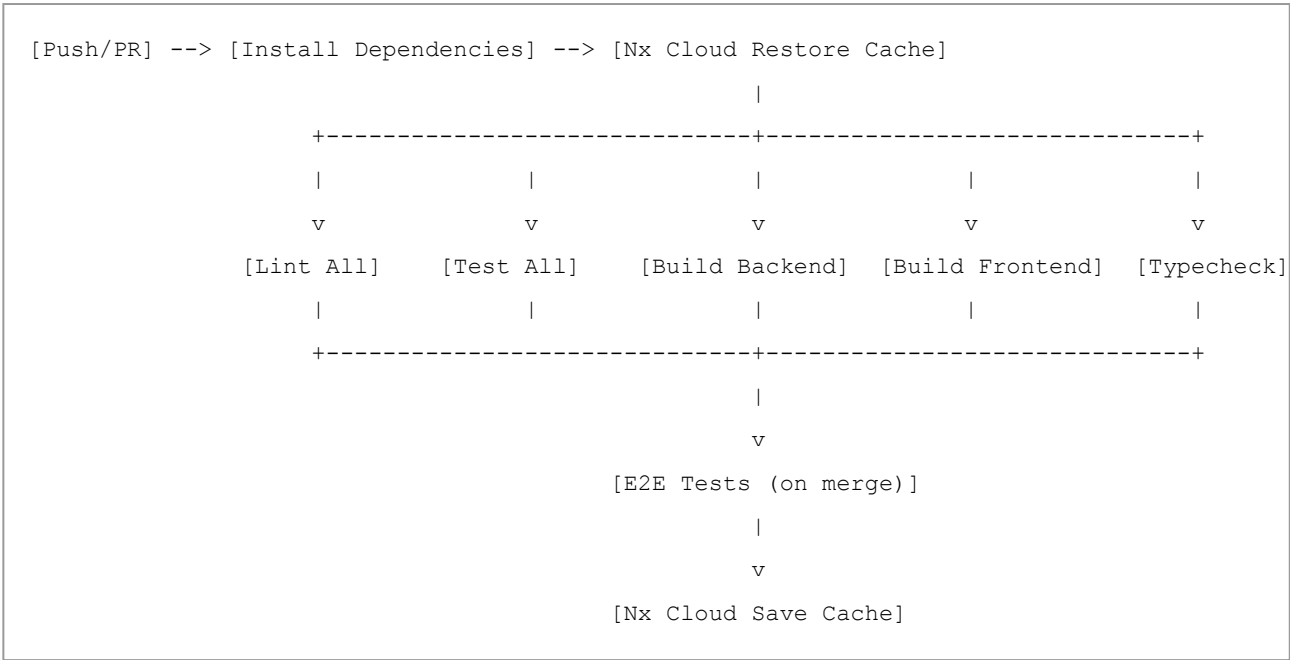 [Push/PR] --> [Install Dependencies] --> [Nx Cloud Restore Cache]
|
+------------------------------+------------------------------+
| | | | |
v v v v v
[Lint All] [Test All] [Build Backend] [Build Frontend] [Typecheck]
| | | | |
+------------------------------+------------------------------+
|
v
[E2E Tests (on merge)]
|
v
[Nx Cloud Save Cache]